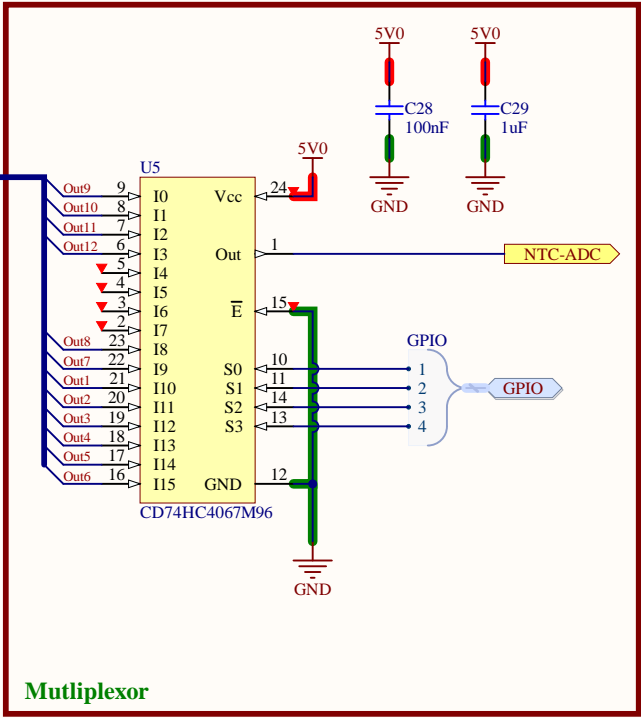 5V0
5V0
C28
100nF
C29
1uF
GND
GND
5V0
U5
Out9 9 I0 Vcc 24
Out10 8 I1
Out11 7 I2
Out12 6 I3 Out 1 NTC-ADC
5 I4
4 I5
3 I6 E 15
2 I7
Out8 23 I8
Out7 22 I9 S0 10
Out1 21 I10 S1 11
Out2 20 I11 S2 14
Out3 19 I12 S3 13
Out4 18 I13
Out5 17 I14
Out6 16 I15 GND 12
CD74HC4067M96
GPIO
1
2
3
4
GPIO
GND
Mutliplexor